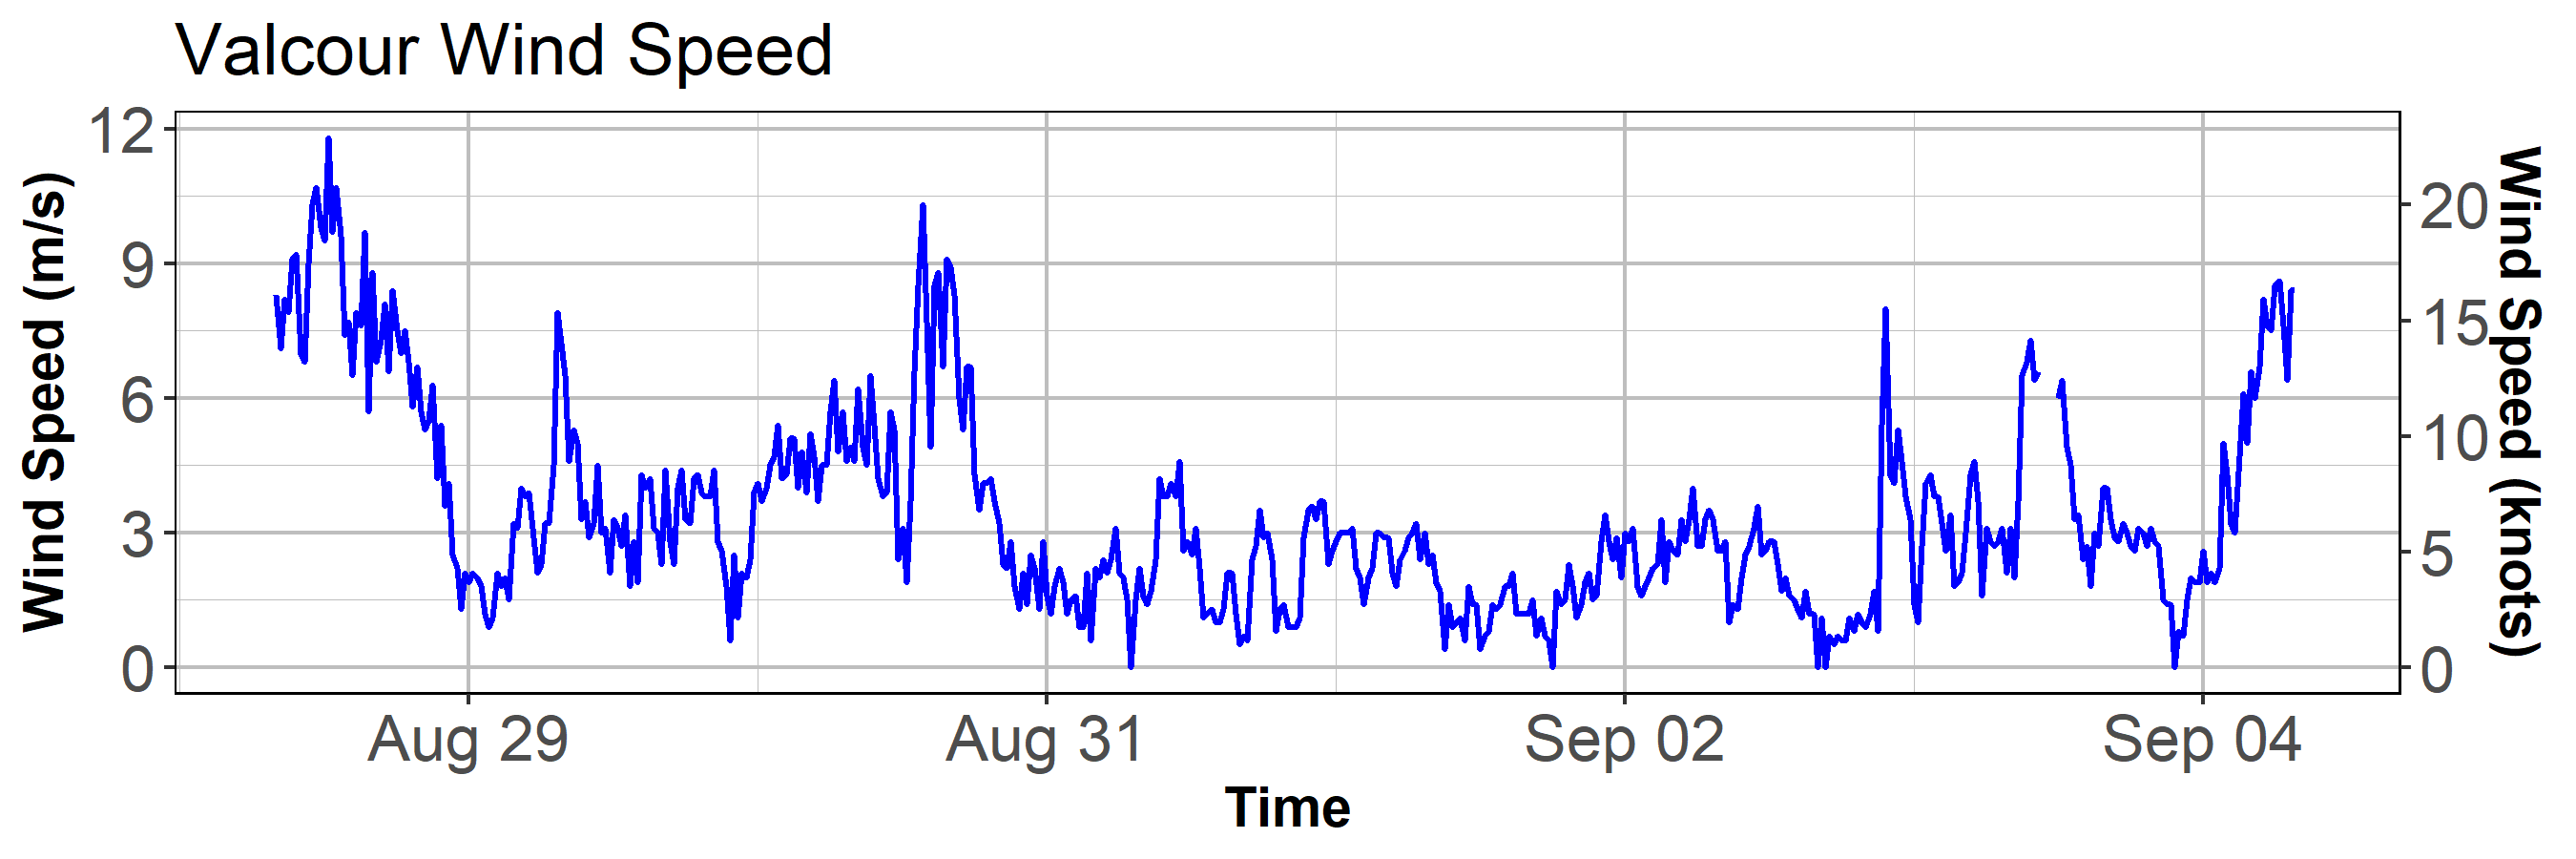 Valcour Wind Speed
Wind Speed (m/s)
12
9
6
3
0
20
15
10
5
0
Wind Speed (knots)
Aug 29
Aug 31
Sep 02
Sep 04
Time